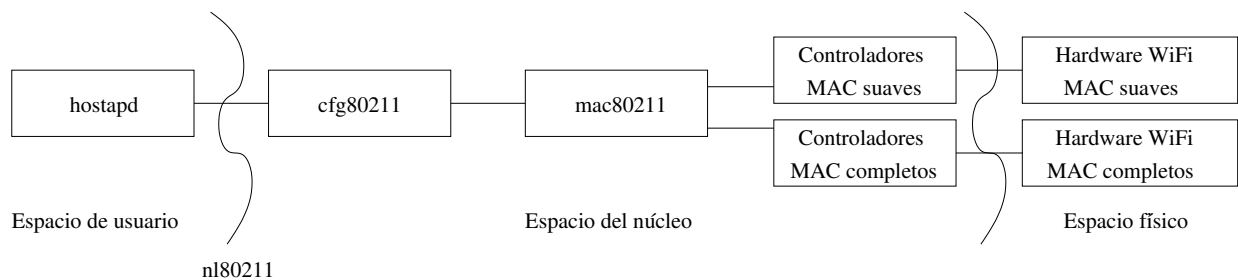 hostapd
cfg80211
mac80211
Controladores
MAC suaves
Hardware WiFi
MAC suaves
Controladores
MAC completos
Hardware WiFi
MAC completos
Espacio de usuario
Espacio del núcleo
Espacio físico
nl80211